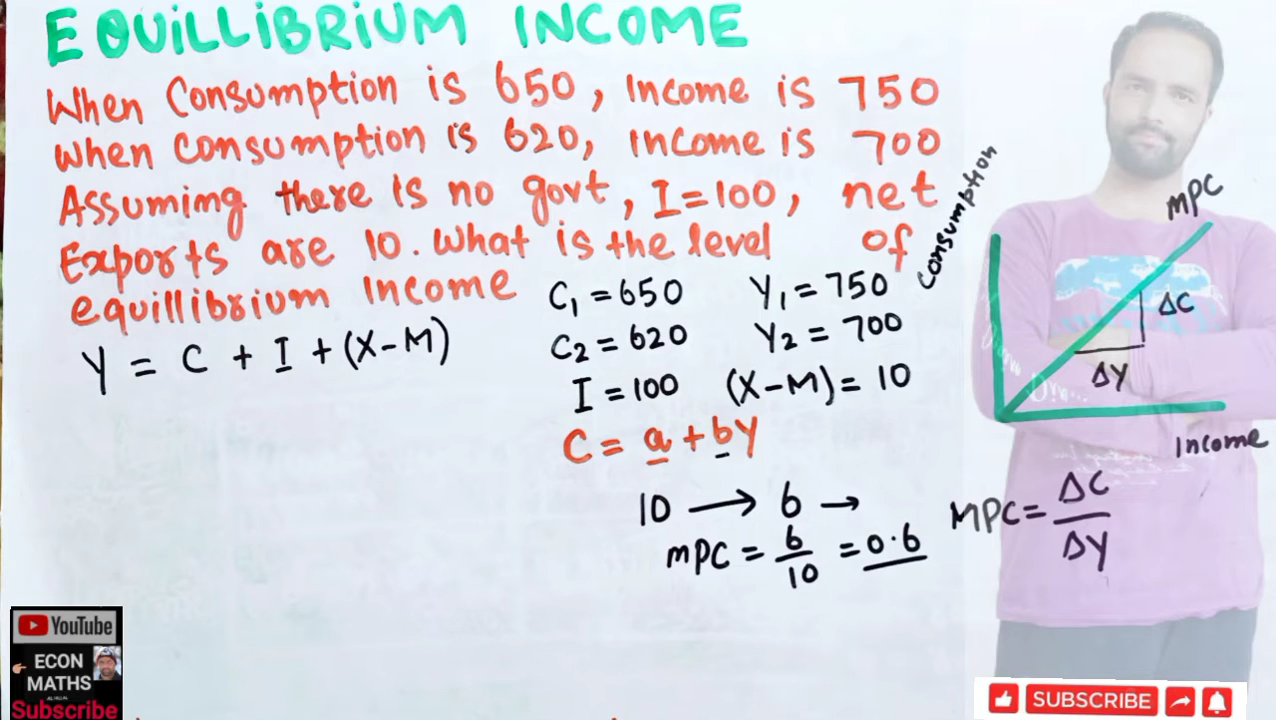 EQUILLIBRIUM INCOME
When Consumption is 650, Income is 750
When consumption is 620, Income is 700
Assuming there is no govt, I=100, net
Exports are 10. What is the level of
equillibrium Income
C₁ = 650 Y₁ = 750
Y = C + I + (X-M)
C₂ = 620 Y₂ = 700
I = 100 (X-M) = 10
C = a + bY
10 → 6 →
MPC = 6/10 = 0.6
MPC = ΔC/ΔY
Consumption
MPC
ΔC
ΔY
Income
YouTube
ECON
MATHS
Subscribe
SUBSCRIBE